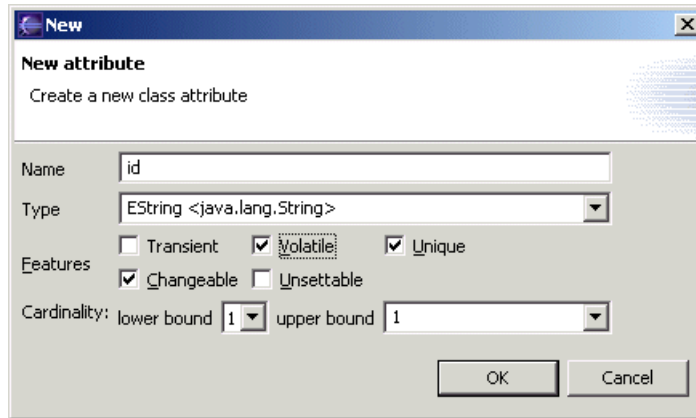 New
New attribute
Create a new class attribute
Name id
Type EString <java.lang.String>
Features Transient Volatile Unique
Changeable Unsettable
Cardinality: lower bound 1 upper bound 1
OK Cancel